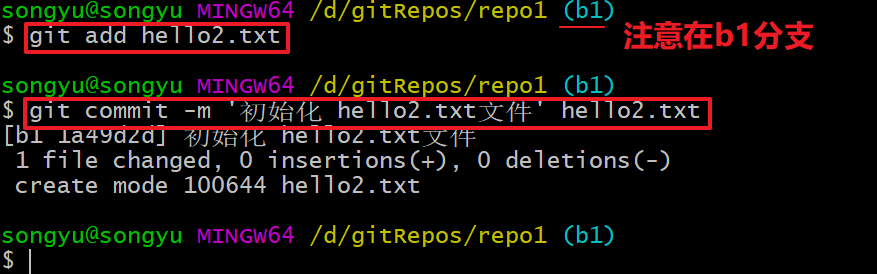 songyu@songyu MINGW64 /d/gitRepos/repo1 (b1)
$ git add hello2.txt
注意在b1分支
songyu@songyu MINGW64 /d/gitRepos/repo1 (b1)
$ git commit -m '初始化 hello2.txt文件' hello2.txt
[b1 1a49d2d] 初始化 hello2.txt文件
1 file changed, 0 insertions(+), 0 deletions(-)
create mode 100644 hello2.txt
songyu@songyu MINGW64 /d/gitRepos/repo1 (b1)
$